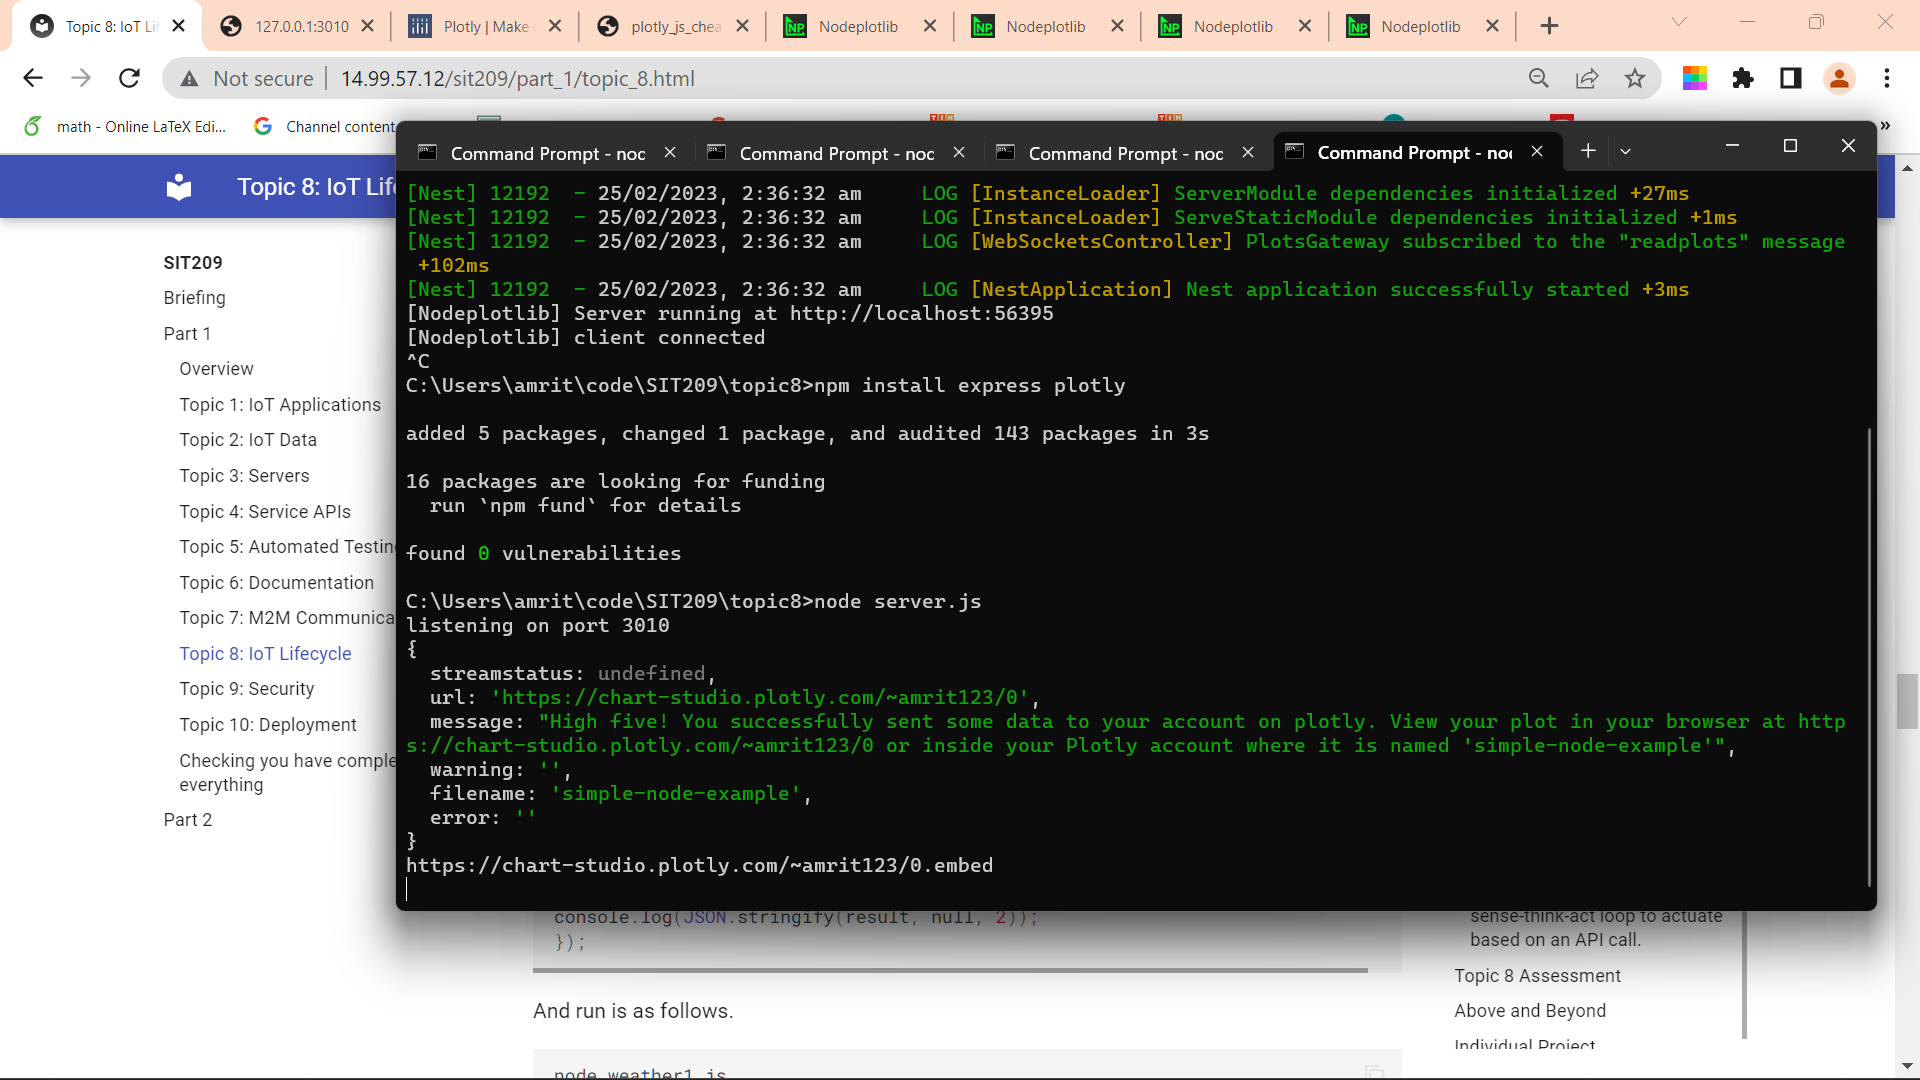 Topic 8: IoT Li
127.0.0.1:3010
Plotly | Make
plotly_js_chea
Nodeplotlib
Nodeplotlib
Nodeplotlib
Nodeplotlib
Not secure
14.99.57.12/sit209/part_1/topic_8.html
math - Online LaTeX Edi...
Channel content
»
Command Prompt - noc
Command Prompt - noc
Command Prompt - noc
Command Prompt - no
Topic 8: IoT Lif
SIT209
Briefing
Part 1
Overview
Topic 1: IoT Applications
Topic 2: IoT Data
Topic 3: Servers
Topic 4: Service APIs
Topic 5: Automated Testin
Topic 6: Documentation
Topic 7: M2M Communica
Topic 8: IoT Lifecycle
Topic 9: Security
Topic 10: Deployment
Checking you have comple
everything
Part 2
[Nest] 12192  - 25/02/2023, 2:36:32 am     LOG [InstanceLoader] ServerModule dependencies initialized +27ms
[Nest] 12192  - 25/02/2023, 2:36:32 am     LOG [InstanceLoader] ServeStaticModule dependencies initialized +1ms
[Nest] 12192  - 25/02/2023, 2:36:32 am     LOG [WebSocketsController] PlotsGateway subscribed to the "readplots" message
+102ms
[Nest] 12192  - 25/02/2023, 2:36:32 am     LOG [NestApplication] Nest application successfully started +3ms
[Nodeplotlib] Server running at http://localhost:56395
[Nodeplotlib] client connected
^C
C:\Users\amrit\code\SIT209\topic8>npm install express plotly
added 5 packages, changed 1 package, and audited 143 packages in 3s
16 packages are looking for funding
run `npm fund` for details
found 0 vulnerabilities
C:\Users\amrit\code\SIT209\topic8>node server.js
listening on port 3010
{
streamstatus: undefined,
url: 'https://chart-studio.plotly.com/~amrit123/0',
message: "High five! You successfully sent some data to your account on plotly. View your plot in your browser at http
s://chart-studio.plotly.com/~amrit123/0 or inside your Plotly account where it is named 'simple-node-example'",
warning: '',
filename: 'simple-node-example',
error: ''
}
https://chart-studio.plotly.com/~amrit123/0.embed
console.log(JSON.stringify(result, null, 2));
});
And run is as follows.
node weather1.js
sense-think-act loop to actuate
based on an API call.
Topic 8 Assessment
Above and Beyond
Individual Project